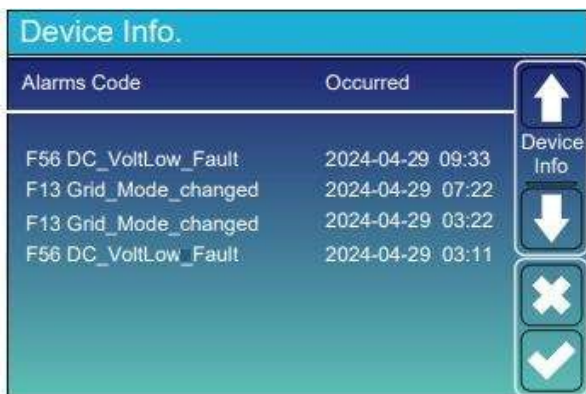 Device Info.
Alarms Code Occurred
F56 DC_VoltLow_Fault 2024-04-29 09:33
F13 Grid_Mode_changed 2024-04-29 07:22
F13 Grid_Mode_changed 2024-04-29 03:22
F56 DC_VoltLow_Fault 2024-04-29 03:11
Device
Info